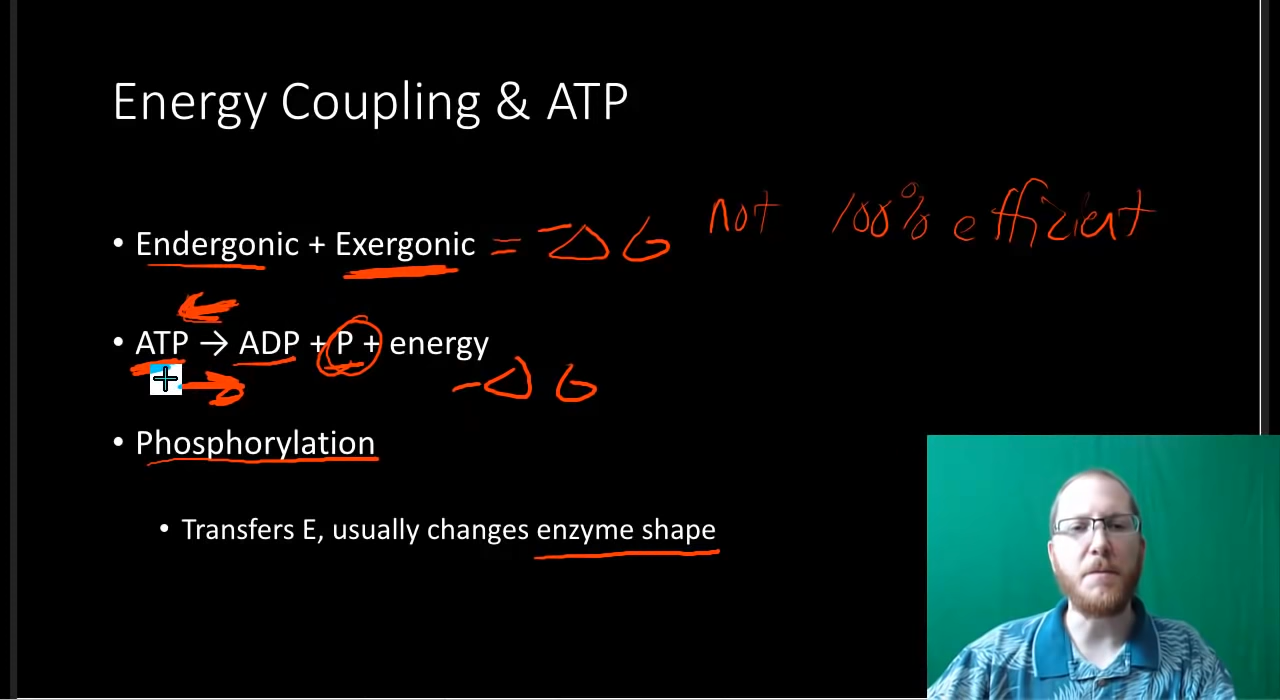 Energy Coupling & ATP
• Endergonic + Exergonic = -ΔG not 100% efficient
• ATP → ADP + P + energy
-ΔG
• Phosphorylation
• Transfers E, usually changes enzyme shape